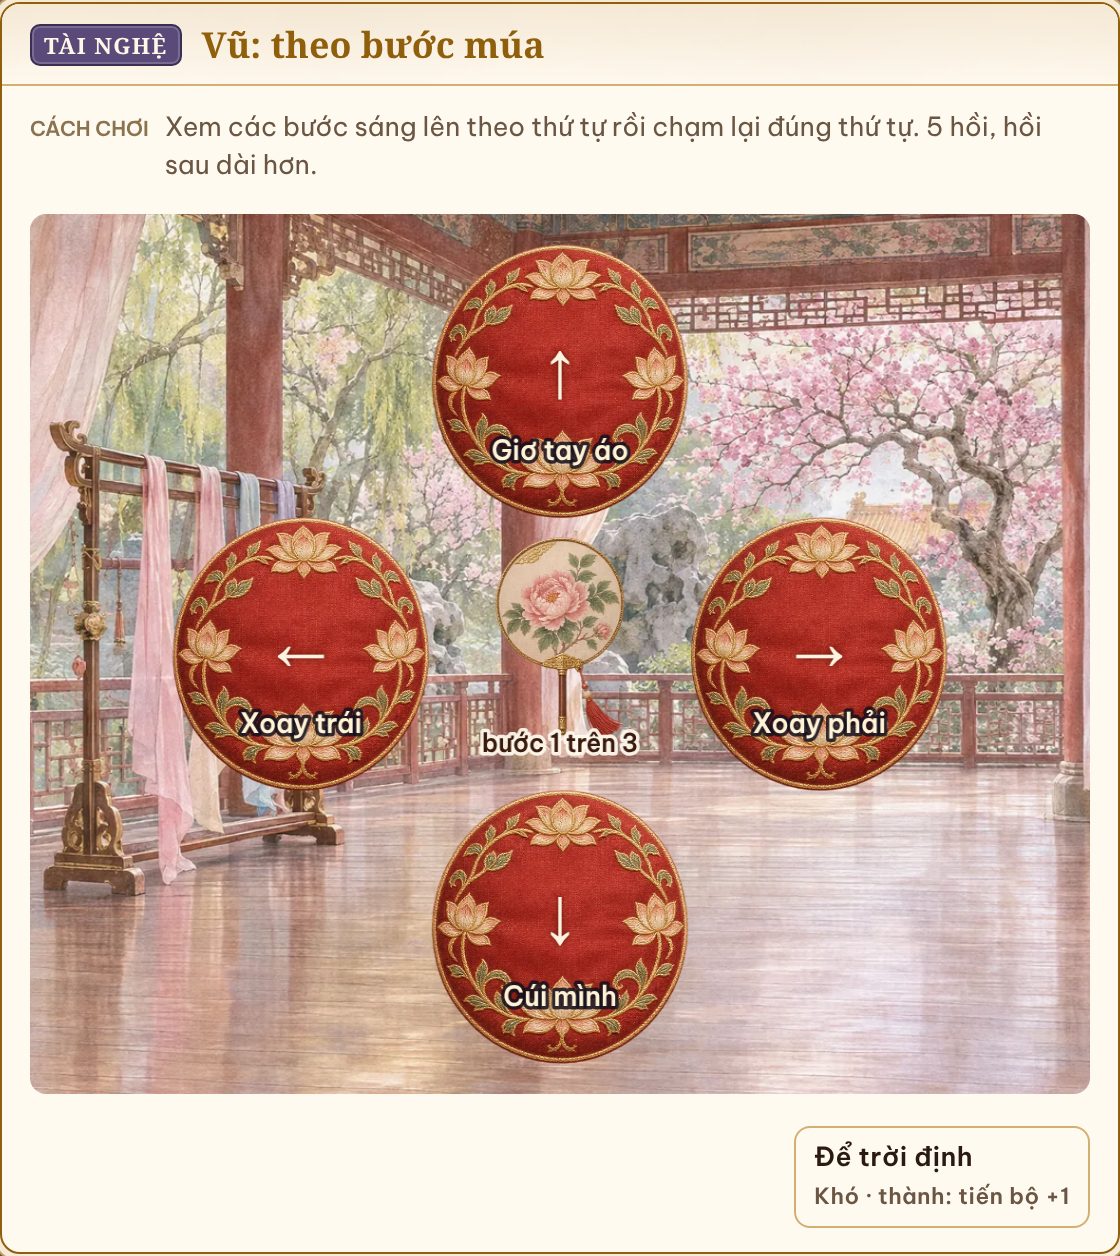 TÀI NGHỆ Vũ: theo bước múa
CÁCH CHƠI Xem các bước sáng lên theo thứ tự rồi chạm lại đúng thứ tự. 5 hồi, hồi
sau dài hơn.
↑
Giơ tay áo
←
Xoay trái
→
Xoay phải
bước 1 trên 3
↓
Cúi mình
Để trời định
Khó · thành: tiến bộ +1